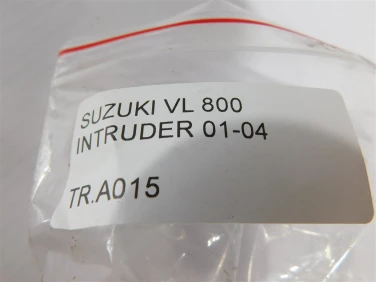 SUZUKI VL 800
INTRUDER 01-04
TR.A015